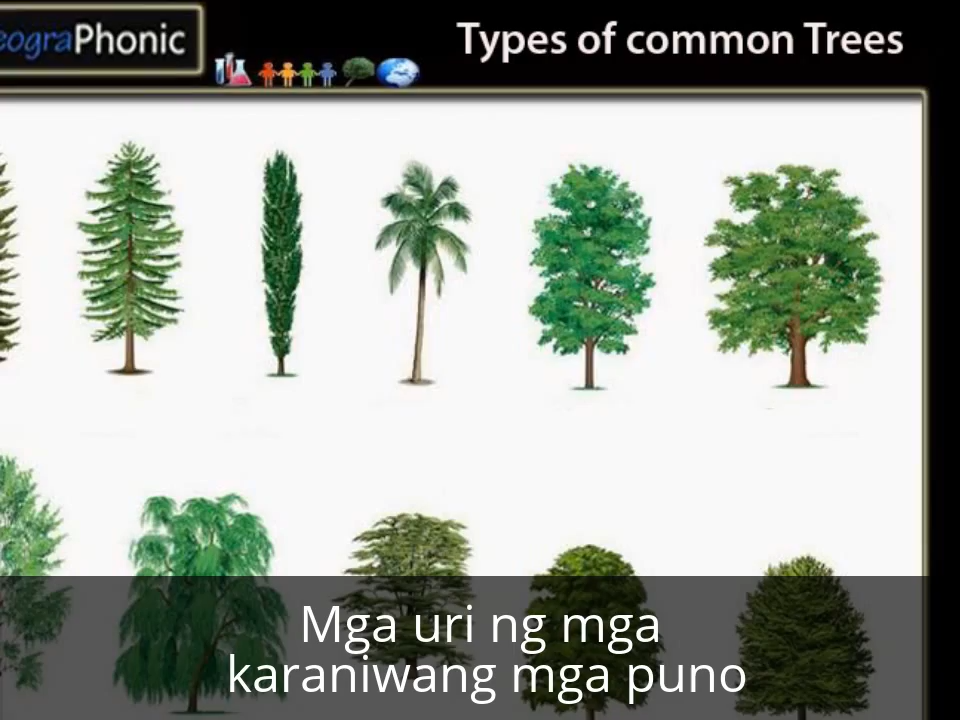 ograPhonic
Types of common Trees
Mga uri ng mga
karaniwang mga puno